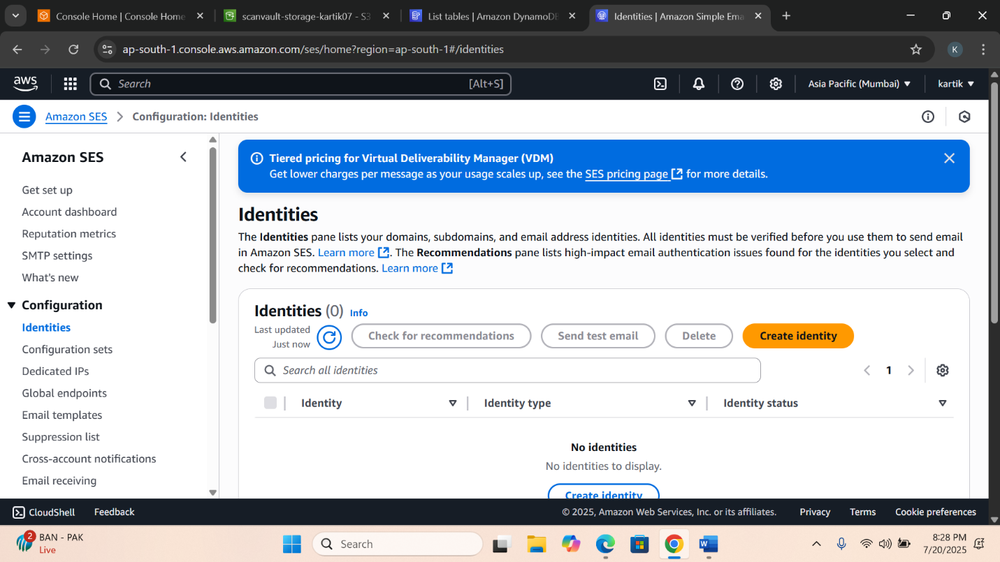 Console Home | Console Home
scanvault-storage-kartik07 - S3
List tables | Amazon DynamoDB
Identities | Amazon Simple Ema
ap-south-1.console.aws.amazon.com/ses/home?region=ap-south-1#/identities
K
aws
Search
[Alt+S]
Asia Pacific (Mumbai)
kartik
Amazon SES
Configuration: Identities
Amazon SES
Get set up
Account dashboard
Reputation metrics
SMTP settings
What's new
Configuration
Identities
Configuration sets
Dedicated IPs
Global endpoints
Email templates
Suppression list
Cross-account notifications
Email receiving
Tiered pricing for Virtual Deliverability Manager (VDM)
Get lower charges per message as your usage scales up, see the SES pricing page for more details.
Identities
The Identities pane lists your domains, subdomains, and email address identities. All identities must be verified before you use them to send email
in Amazon SES. Learn more. The Recommendations pane lists high-impact email authentication issues found for the identities you select and
check for recommendations. Learn more
Identities (0) Info
Last updated
Just now
Check for recommendations
Send test email
Delete
Create identity
Search all identities
1
Identity
Identity type
Identity status
No identities
No identities to display.
Create identity
CloudShell
Feedback
© 2025, Amazon Web Services, Inc. or its affiliates.
Privacy
Terms
Cookie preferences
2
BAN - PAK
Live
Search
W
8:28 PM
7/20/2025